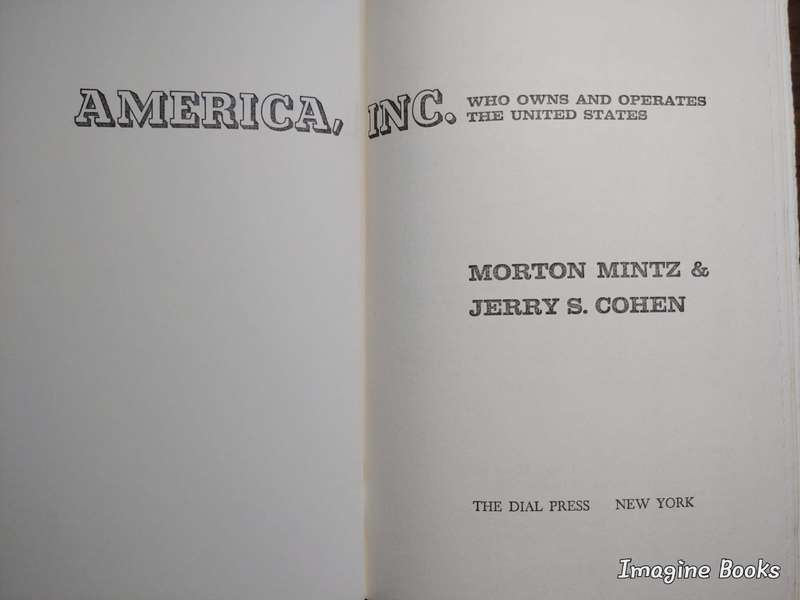 AMERICA, INC. WHO OWNS AND OPERATES
THE UNITED STATES
MORTON MINTZ &
JERRY S. COHEN
THE DIAL PRESS NEW YORK
Imagine Books